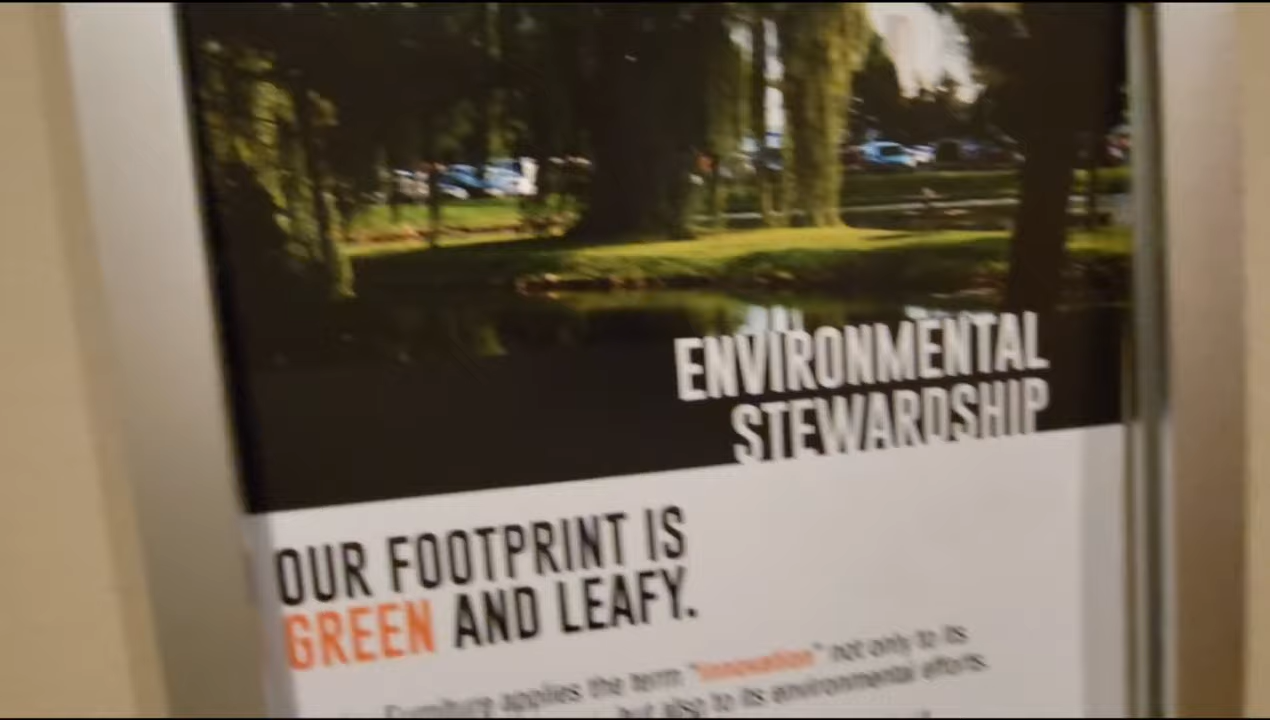 ENVIRONMENTAL
STEWARDSHIP
OUR FOOTPRINT IS
GREEN AND LEAFY.
Furniture applies the term "Innovation" not only to its
but also to its environmental efforts.